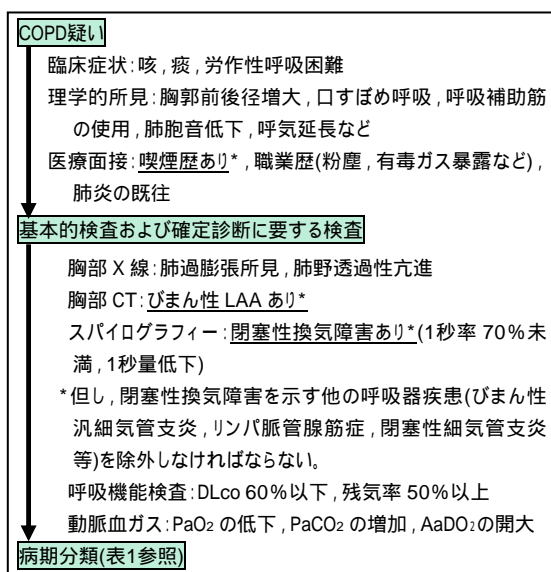 COPD疑い
臨床症状:咳,痰,労作性呼吸困難
理学的所見:胸郭前後径増大,口すぼめ呼吸,呼吸補助筋
の使用,肺胞音低下,呼気延長など
医療面接:喫煙歴あり*,職業歴(粉塵,有毒ガス暴露など),
肺炎の既往
基本的検査および確定診断に要する検査
胸部X線:肺過膨張所見,肺野透過性亢進
胸部CT:びまん性LAAあり*
スパイログラフィー:閉塞性換気障害あり*(1秒率70%未
満,1秒量低下)
*但し,閉塞性換気障害を示す他の呼吸器疾患(びまん性
汎細気管支炎,リンパ脈管腺筋症,閉塞性細気管支炎
等)を除外しなければならない。
呼吸機能検査:DLco 60%以下,残気率50%以上
動脈血ガス:PaO₂の低下,PaCO₂の増加,AaDO₂の開大
病期分類(表1参照)